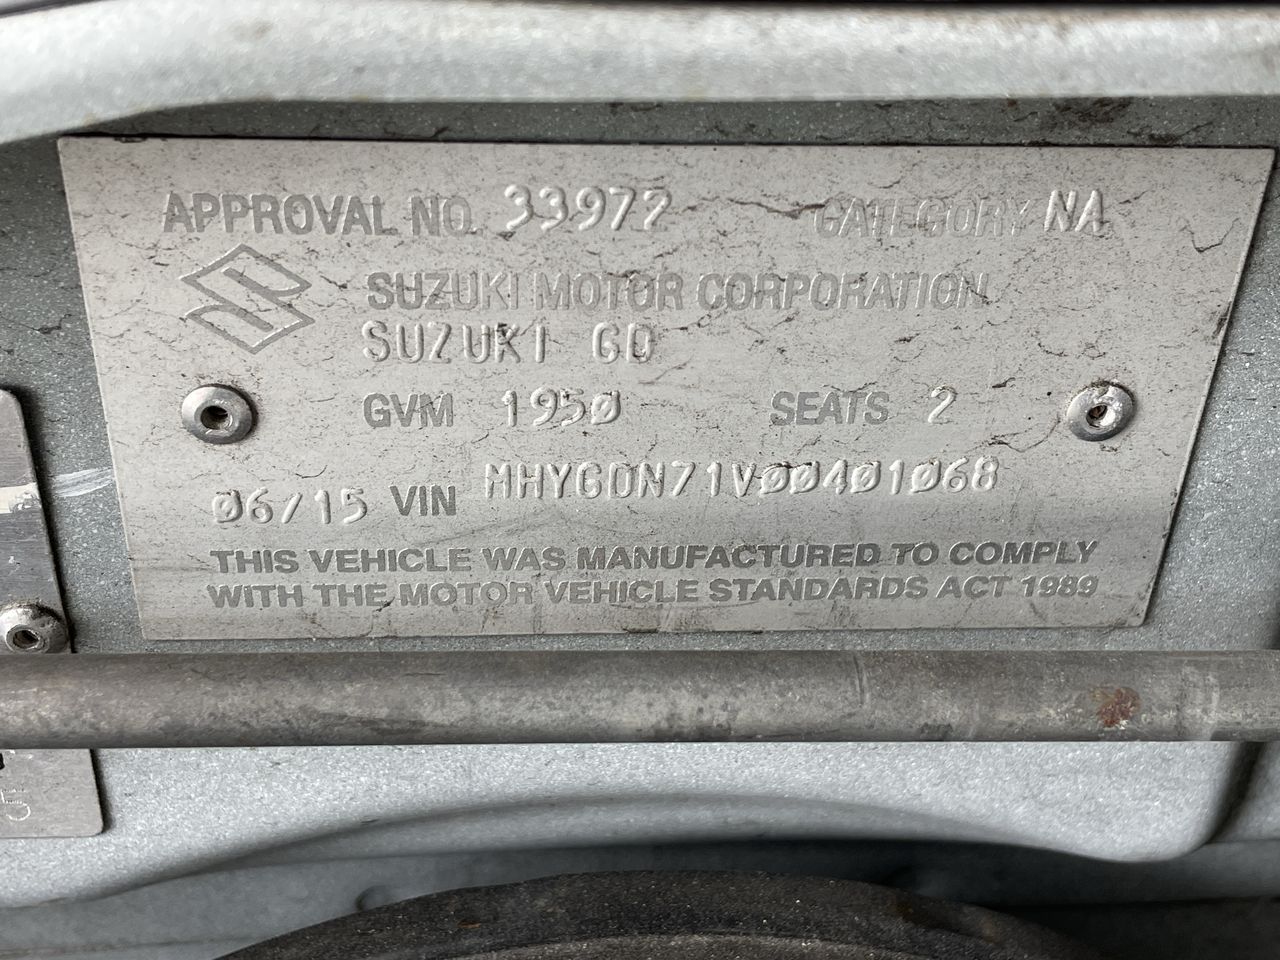 APPROVAL NO. 33972 CATEGORY NA
SUZUKI MOTOR CORPORATION
SUZUKI GD
GVM 1950 SEATS 2
06/15 VIN MHYGDN71V00401068
THIS VEHICLE WAS MANUFACTURED TO COMPLY
WITH THE MOTOR VEHICLE STANDARDS ACT 1989
5